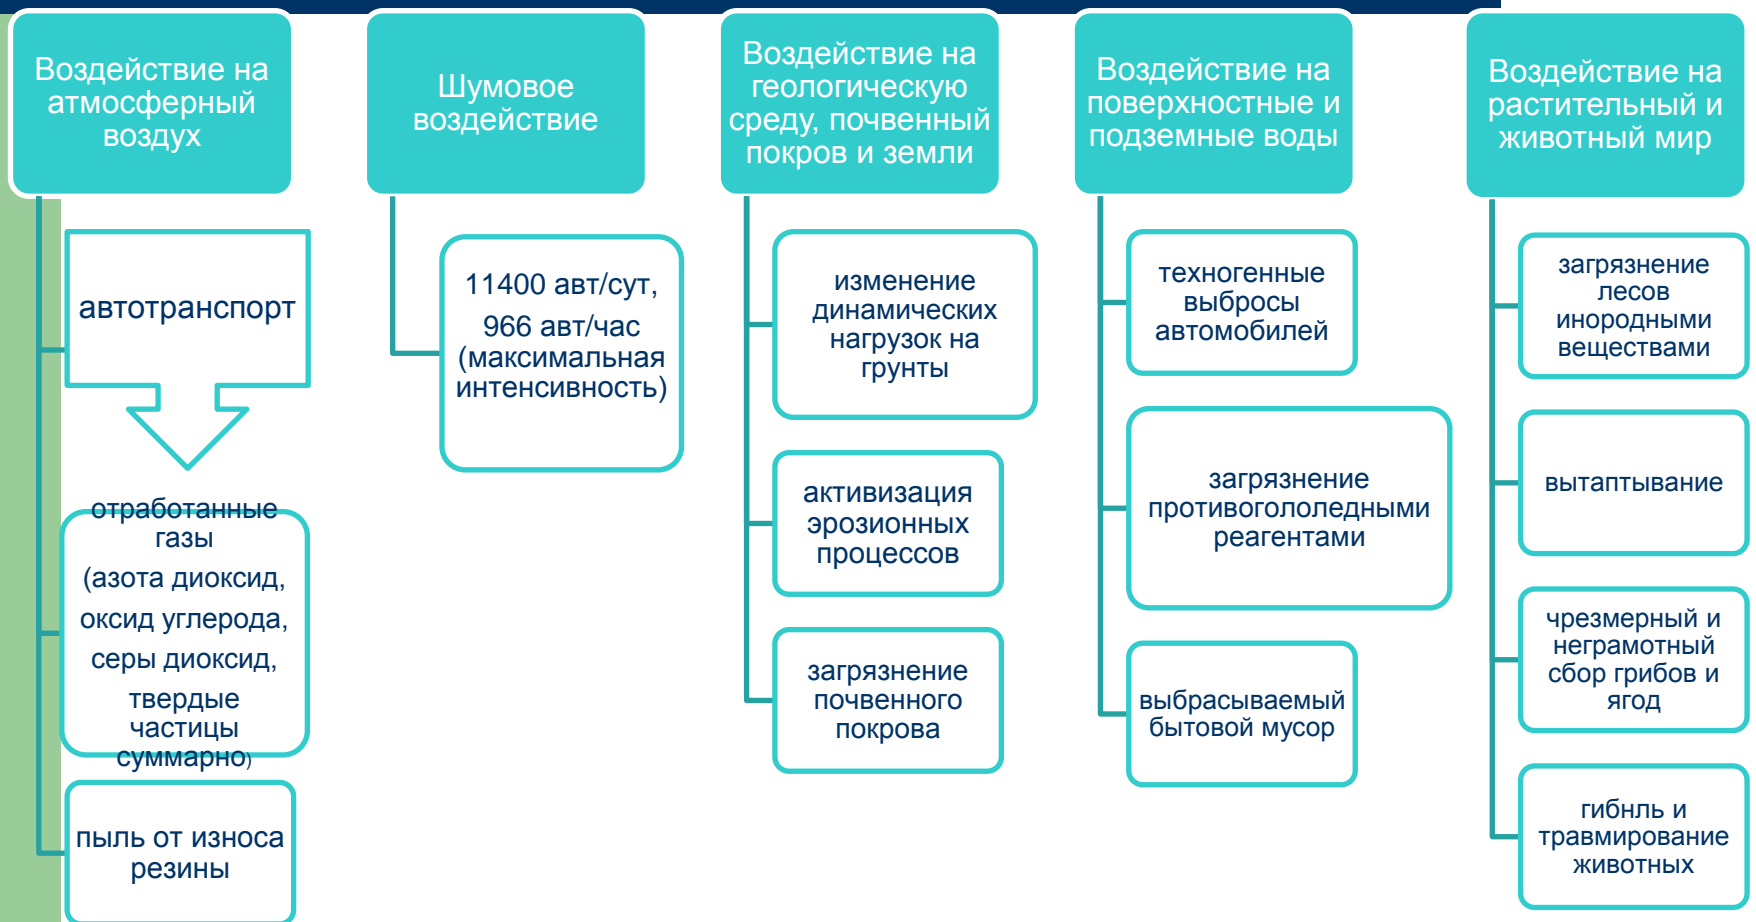 Воздействие на
атмосферный
воздух
автотранспорт
отработанные
газы
(азота диоксид,
оксид углерода,
серы диоксид,
твердые
частицы
суммарно)
пыль от износа
резины
Шумовое
воздействие
11400 авт/сут,
966 авт/час
(максимальная
интенсивность)
Воздействие на
геологическую
среду, почвенный
покров и земли
изменение
динамических
нагрузок на
грунты
активизация
эрозионных
процессов
загрязнение
почвенного
покрова
Воздействие на
поверхностные и
подземные воды
техногенные
выбросы
автомобилей
загрязнение
противогололедными
реагентами
выбрасываемый
бытовой мусор
Воздействие на
растительный и
животный мир
загрязнение
лесов
инородными
веществами
вытаптывание
чрезмерный и
неграмотный
сбор грибов и
ягод
гибнль и
травмирование
животных